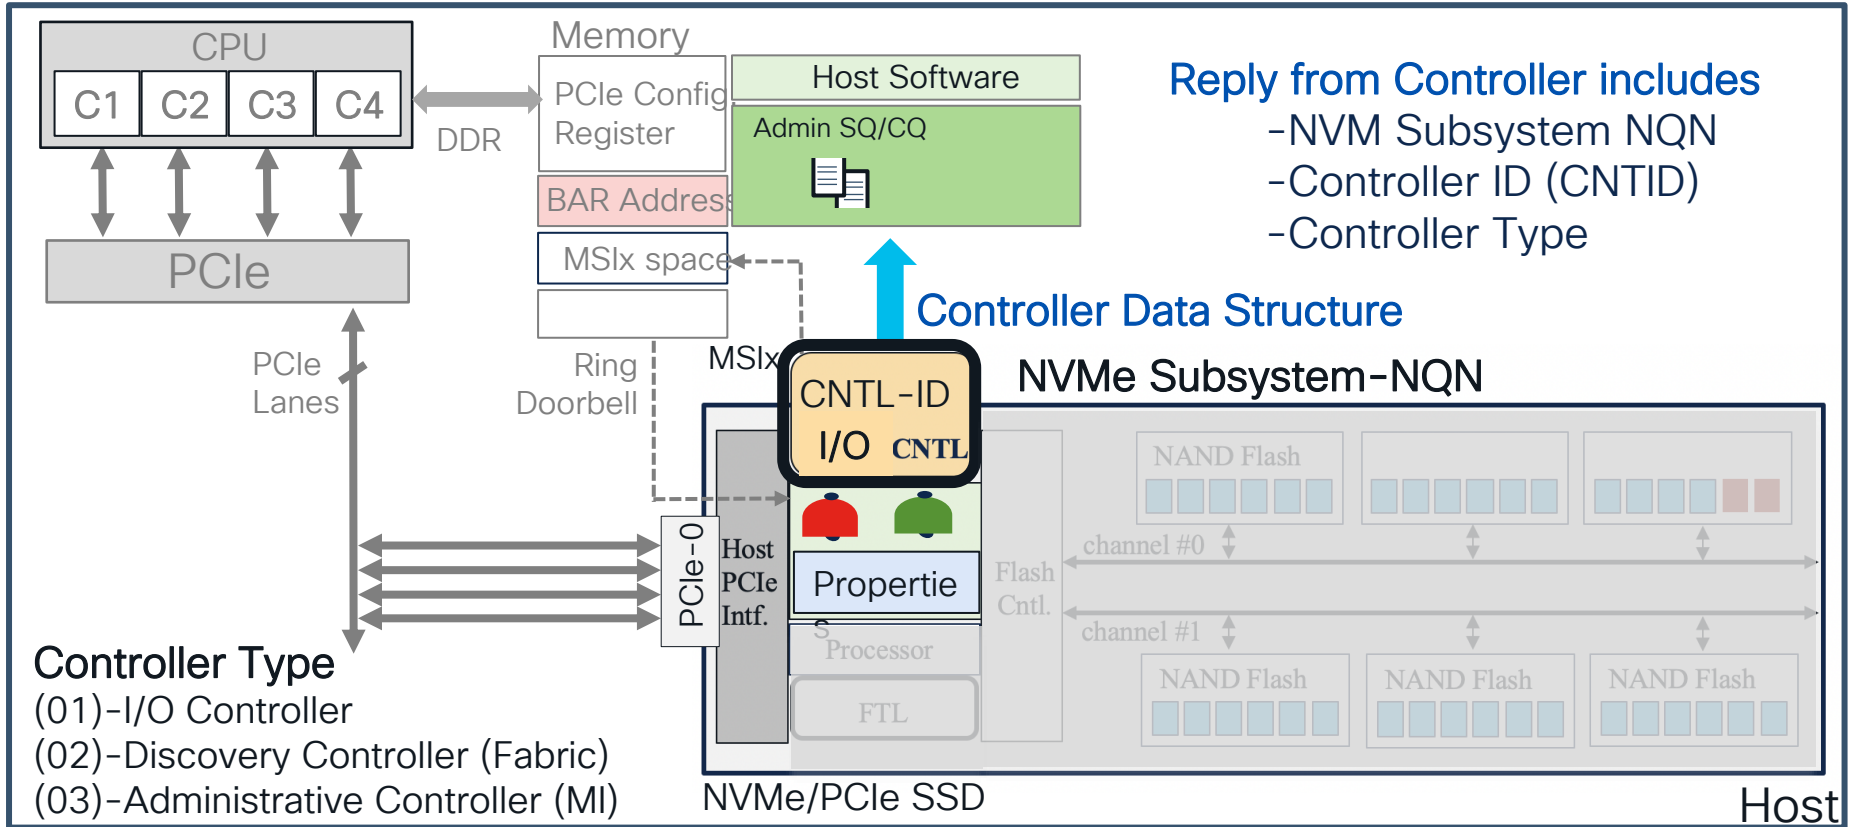 CPU
C1 C2 C3 C4
PCIe
DDR
Memory
PCIe Config
Register
BAR Address
MSIx space
Host Software
Admin SQ/CQ
Reply from Controller includes
-NVM Subsystem NQN
-Controller ID (CNTID)
-Controller Type
Controller Data Structure
PCIe
Lanes
Ring
Doorbell
MSIx
CNTL-ID
I/O CNTL
NVMe Subsystem-NQN
PCIe-0
Host
PCIe
Intf.
Propertie
s
Processor
FTL
Flash
Cntl.
NAND Flash
channel #0
channel #1
NAND Flash
NAND Flash
NAND Flash
Controller Type
(01)-I/O Controller
(02)-Discovery Controller (Fabric)
(03)-Administrative Controller (MI)
NVMe/PCIe SSD
Host